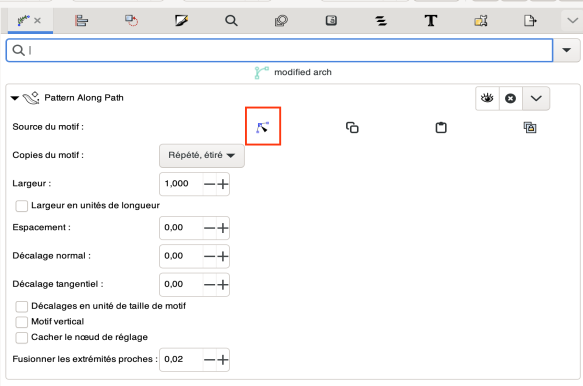 T
modified arch
Pattern Along Path
Source du motif :
Copies du motif : Répété, étiré
Largeur : 1,000
Largeur en unités de longueur
Espacement : 0,00
Décalage normal : 0,00
Décalage tangentiel : 0,00
Décalages en unité de taille de motif
Motif vertical
Cacher le nœud de réglage
Fusionner les extrémités proches : 0,02